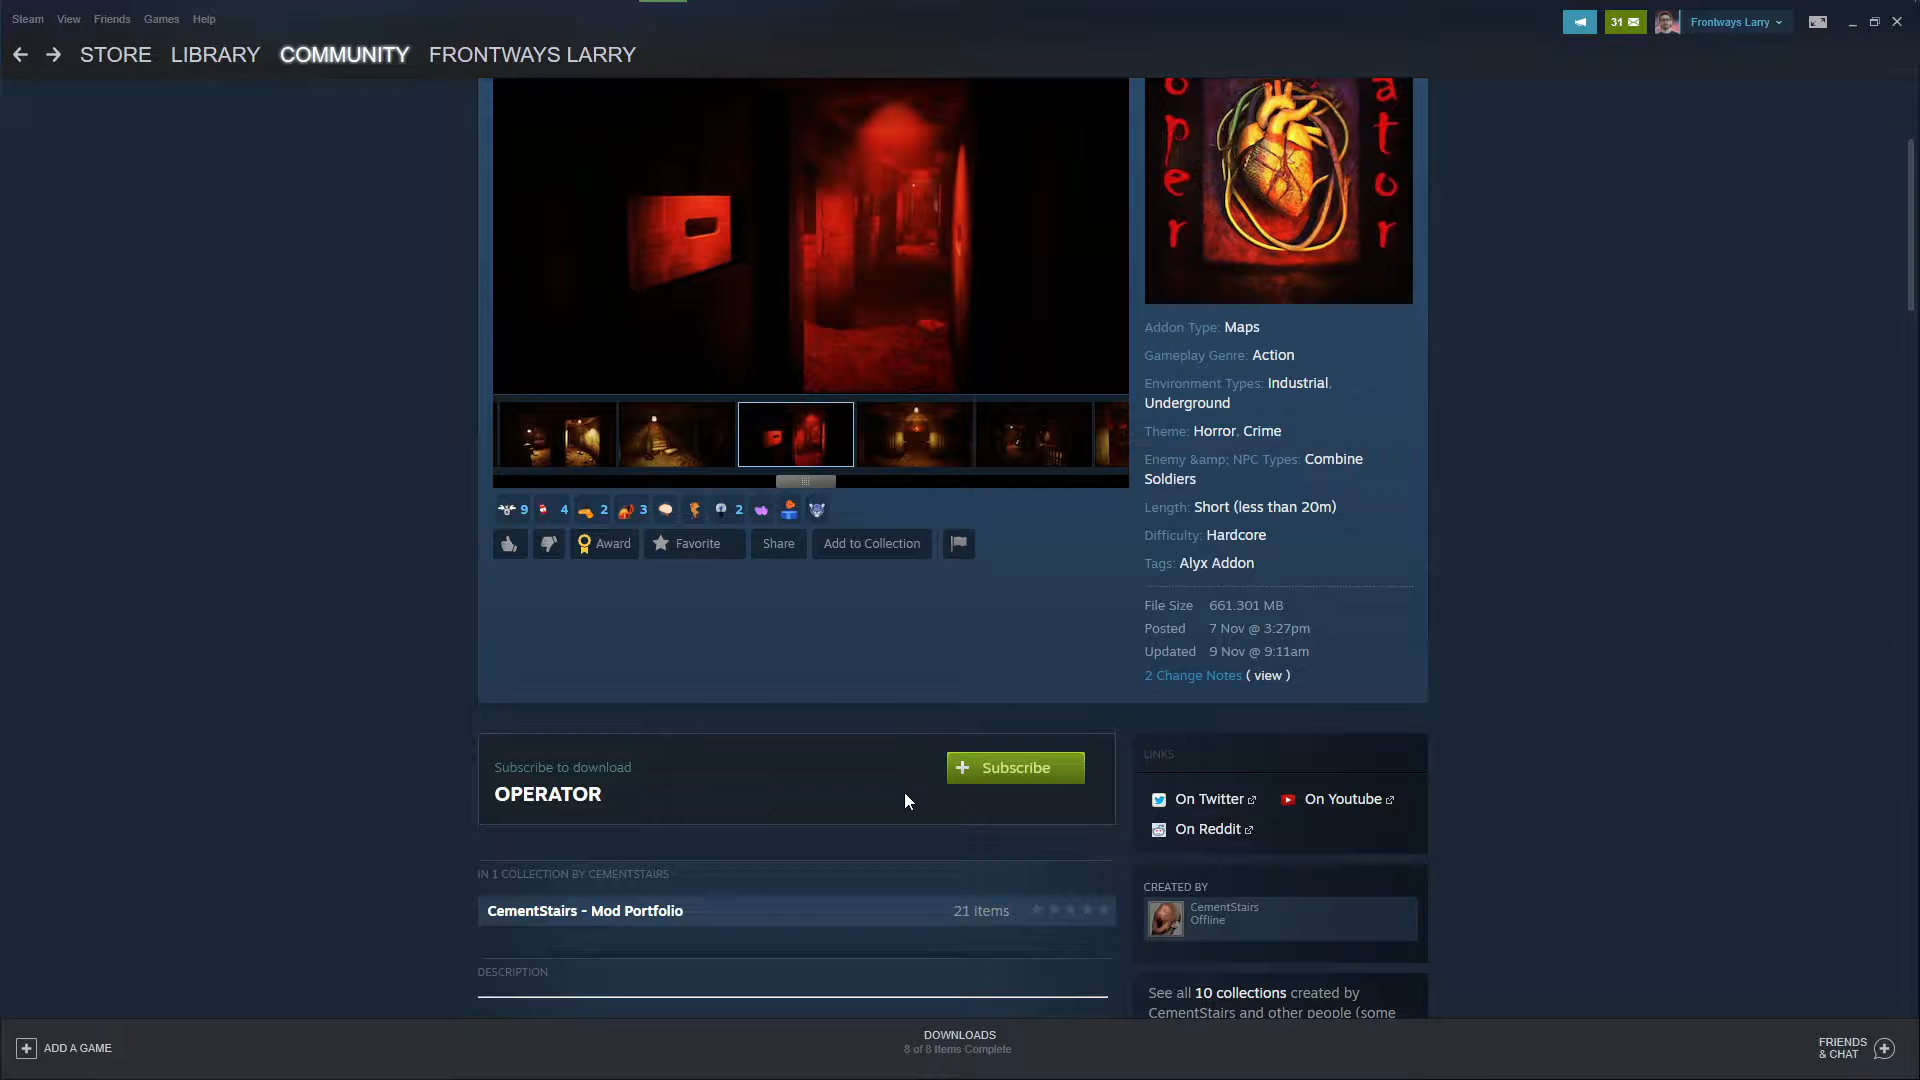 Steam View Friends Games Help
31 Frontways Larry
STORE LIBRARY COMMUNITY FRONTWAYS LARRY
o a
p t
e o
r r
Addon Type: Maps
Gameplay Genre: Action
Environment Types: Industrial,
Underground
Theme: Horror, Crime
Enemy &amp; NPC Types: Combine
Soldiers
Length: Short (less than 20m)
Difficulty: Hardcore
Tags: Alyx Addon
File Size 661.301 MB
Posted 7 Nov @ 3:27pm
Updated 9 Nov @ 9:11am
2 Change Notes ( view )
9 4 2 3 2
Award Favorite Share Add to Collection
Subscribe to download
OPERATOR
Subscribe
IN 1 COLLECTION BY CEMENTSTAIRS
CementStairs - Mod Portfolio 21 items
DESCRIPTION
LINKS
On Twitter On Youtube
On Reddit
CREATED BY
CementStairs
Offline
See all 10 collections created by
CementStairs and other people (some
ADD A GAME
DOWNLOADS
8 of 8 Items Complete
FRIENDS
& CHAT